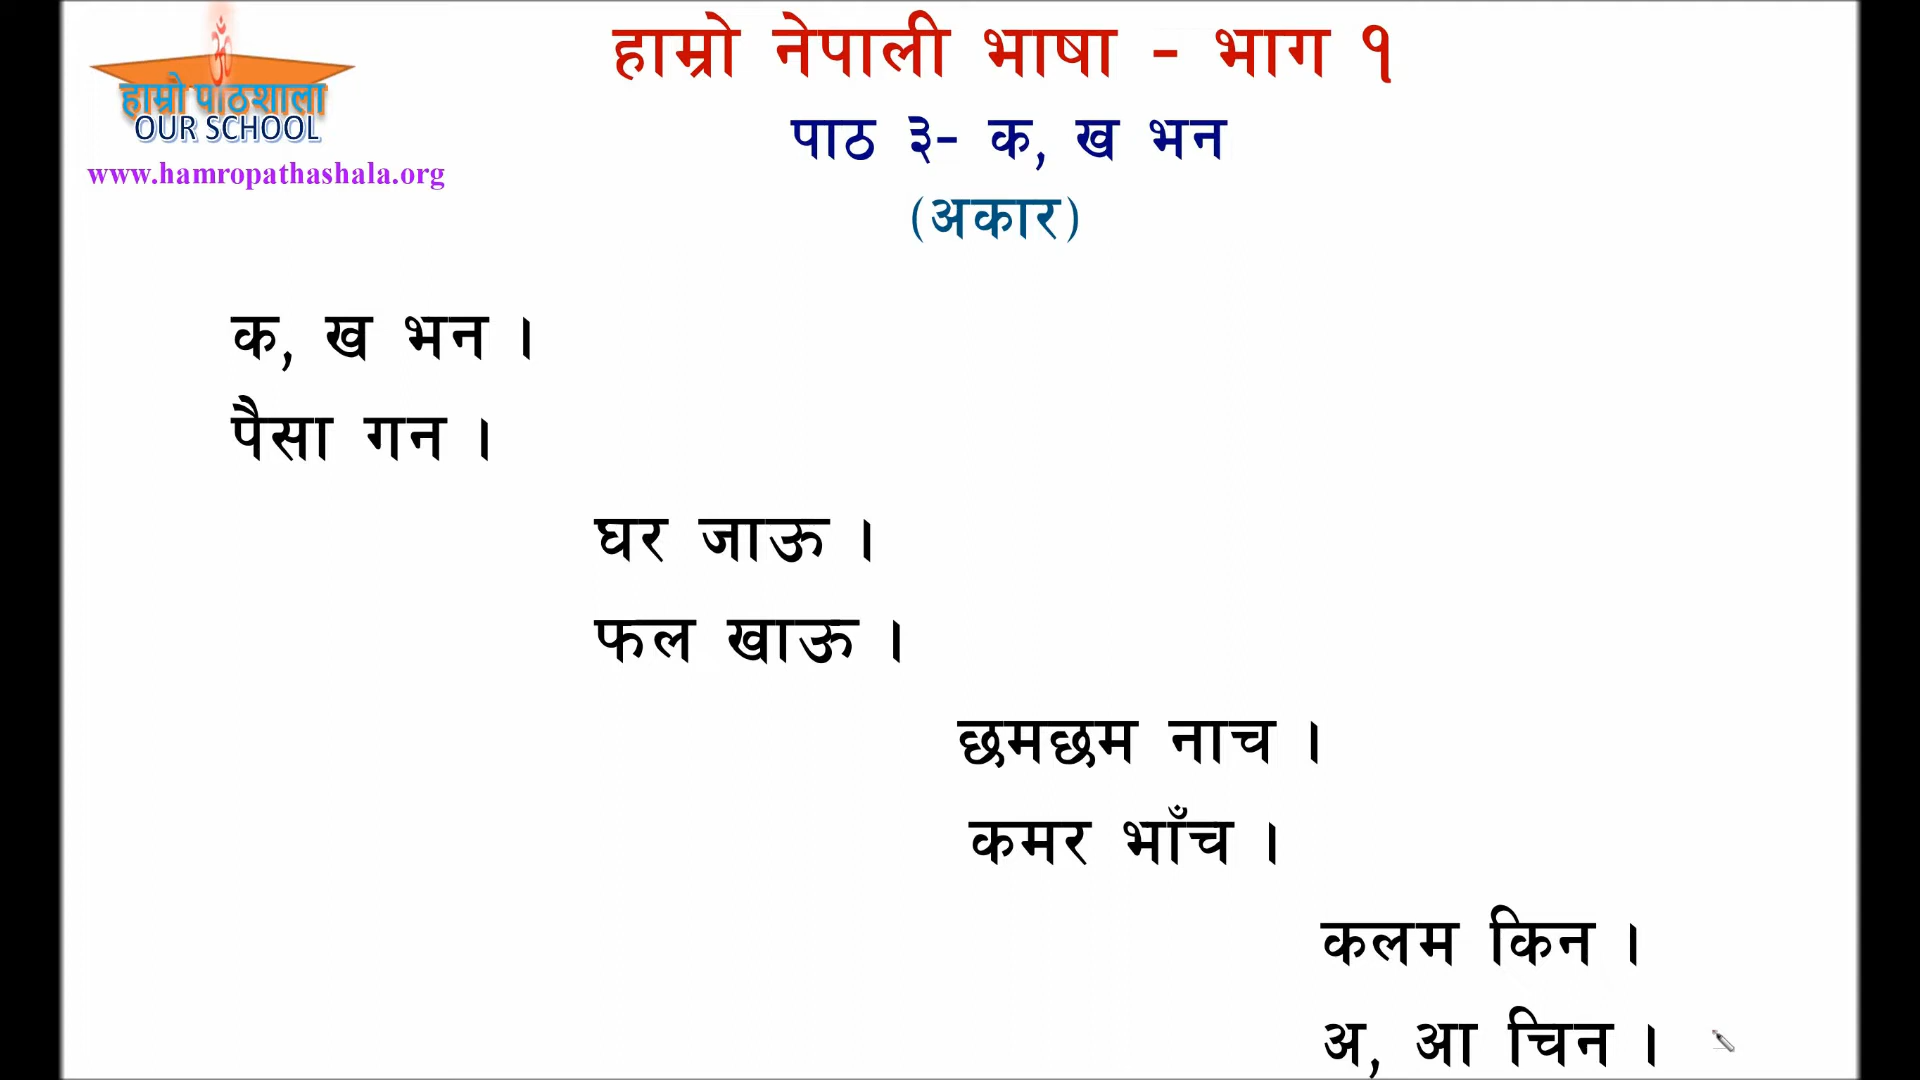 हाम्रो पाठशाला
OUR SCHOOL
www.hamropathashala.org
हाम्रो नेपाली भाषा - भाग १
पाठ ३- क, ख भन
(अकार)
क, ख भन ।
पैसा गन ।
घर जाऊ ।
फल खाऊ ।
छमछम नाच ।
कमर भाँच ।
कलम किन ।
अ, आ चिन ।